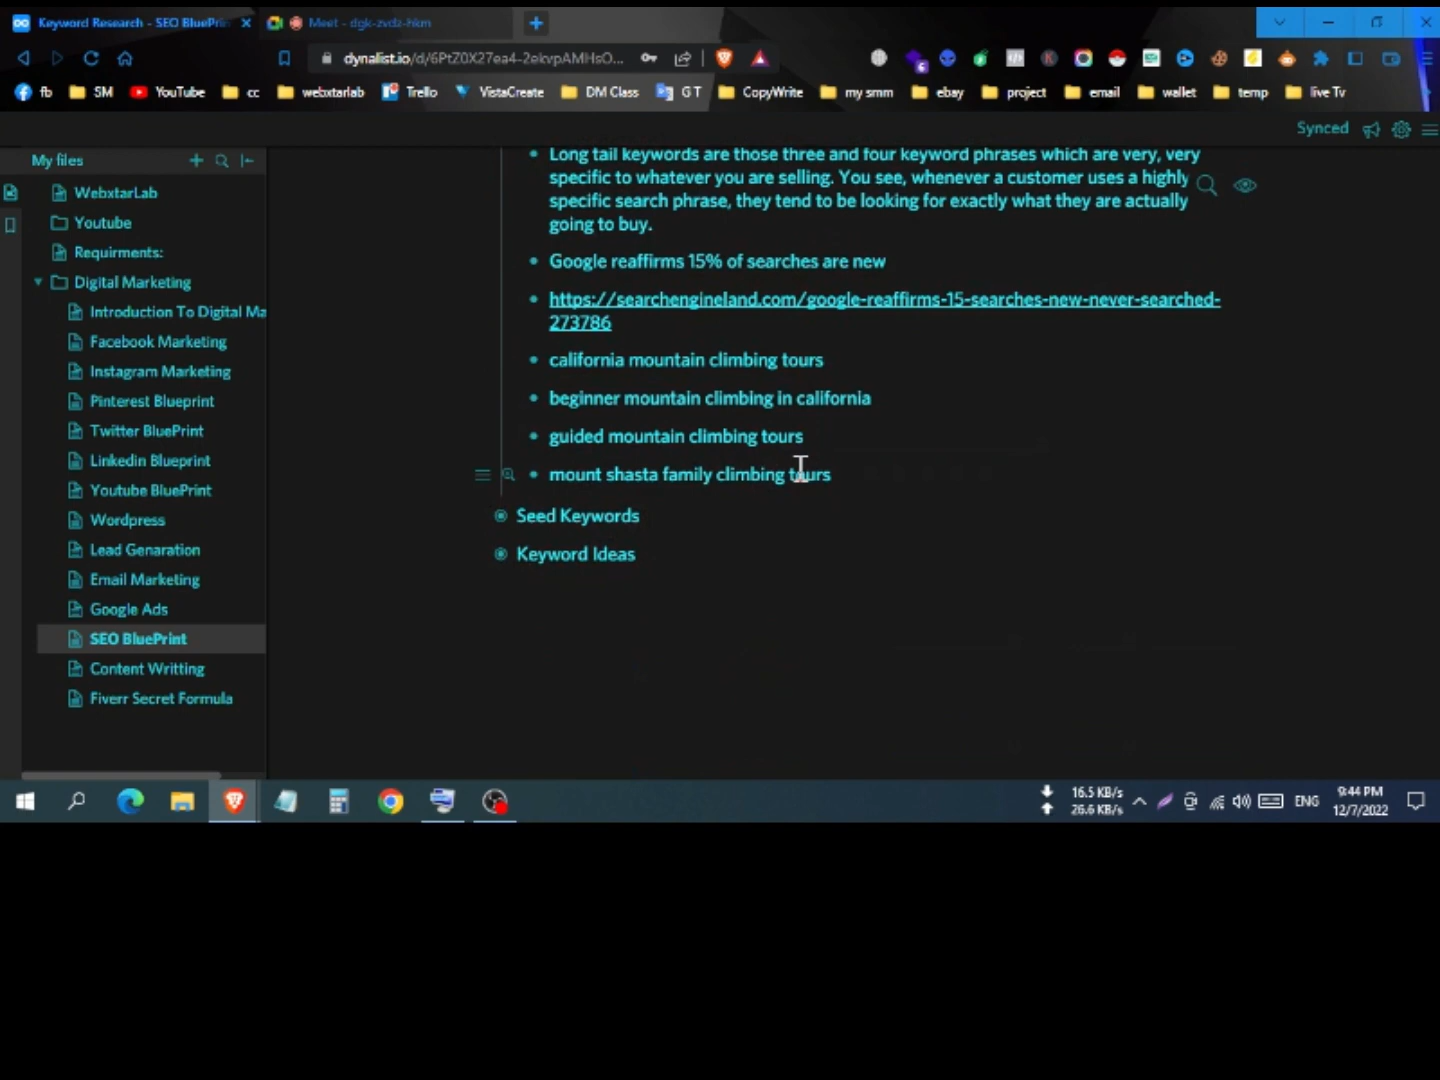 Keyword Research - SEO BluePrin
Meet - dgk-zvdz-hkm
dynalist.io/d/6PtZ0X27ea4-2ekvpAMHsO...
6
fb
SM
YouTube
cc
webxtarlab
Trello
VistaCreate
DM Class
G T
CopyWrite
my smm
ebay
project
email
wallet
temp
live Tv
Synced
My files
WebxtarLab
Youtube
Requirments:
Digital Marketing
Introduction To Digital Ma
Facebook Marketing
Instagram Marketing
Pinterest Blueprint
Twitter BluePrint
Linkedin Blueprint
Youtube BluePrint
Wordpress
Lead Genaration
Email Marketing
Google Ads
SEO BluePrint
Content Writting
Fiverr Secret Formula
Long tail keywords are those three and four keyword phrases which are very, very
specific to whatever you are selling. You see, whenever a customer uses a highly
specific search phrase, they tend to be looking for exactly what they are actually
going to buy.
Google reaffirms 15% of searches are new
https://searchengineland.com/google-reaffirms-15-searches-new-never-searched-
273786
california mountain climbing tours
beginner mountain climbing in california
guided mountain climbing tours
mount shasta family climbing tours
Seed Keywords
Keyword Ideas
16.5 KB/s
26.6 KB/s
ENG
9:44 PM
12/7/2022